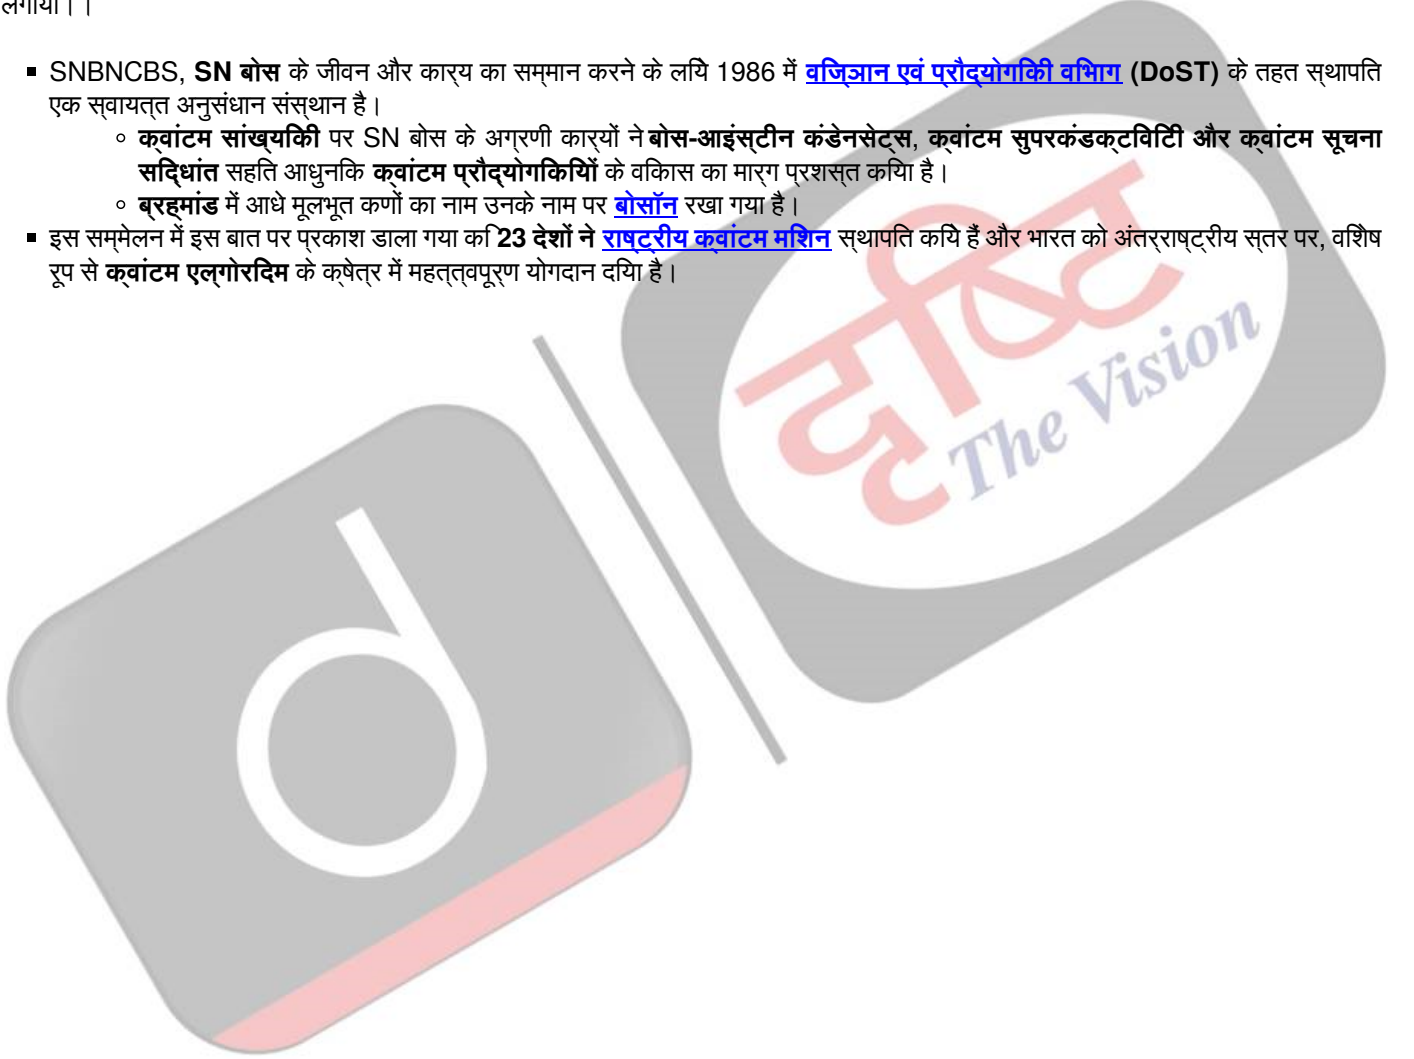 लगाया।।
▪ SNBNCBS, SN बोस के जीवन और कार्य का सम्मान करने के लिये 1986 में विज्ञान एवं प्रौद्योगिकी विभाग (DoST) के तहत स्थापित
एक स्वायत्त अनुसंधान संस्थान है।
○ क्वांटम सांख्यिकी पर SN बोस के अग्रणी कार्यों ने बोस-आइंस्टीन कंडेनसेट्स, क्वांटम सुपरकंडक्टिविटी और क्वांटम सूचना
सिद्धांत सहित आधुनिक क्वांटम प्रौद्योगिकियों के विकास का मार्ग प्रशस्त किया है।
○ ब्रह्मांड में आधे मूलभूत कणों का नाम उनके नाम पर बोसॉन रखा गया है।
▪ इस सम्मेलन में इस बात पर प्रकाश डाला गया कि 23 देशों ने राष्ट्रीय क्वांटम मिशन स्थापित किये हैं और भारत को अंतर्राष्ट्रीय स्तर पर, विशेष
रूप से क्वांटम एल्गोरिदम के क्षेत्र में महत्त्वपूर्ण योगदान दिया है।
दृष्टि
The Vision
d